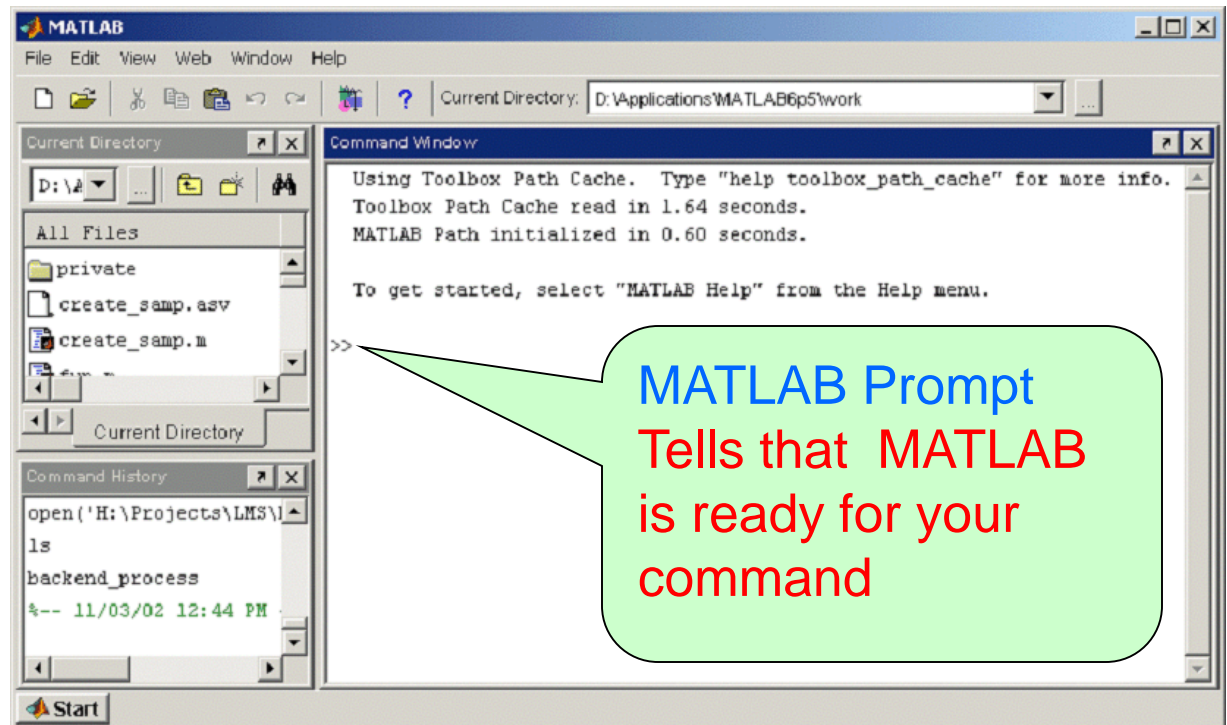 MATLAB
File Edit View Web Window Help
? Current Directory: D:\Applications\MATLAB6p5\work ...
Current Directory
D:\A ...
All Files
private
create_samp.asv
create_samp.m
Current Directory
Command History
open('H:\Projects\LMS\
ls
backend_process
%-- 11/03/02 12:44 PM
Command Window
Using Toolbox Path Cache. Type "help toolbox_path_cache" for more info.
Toolbox Path Cache read in 1.64 seconds.
MATLAB Path initialized in 0.60 seconds.
To get started, select "MATLAB Help" from the Help menu.
>>
MATLAB Prompt
Tells that MATLAB
is ready for your
command
Start